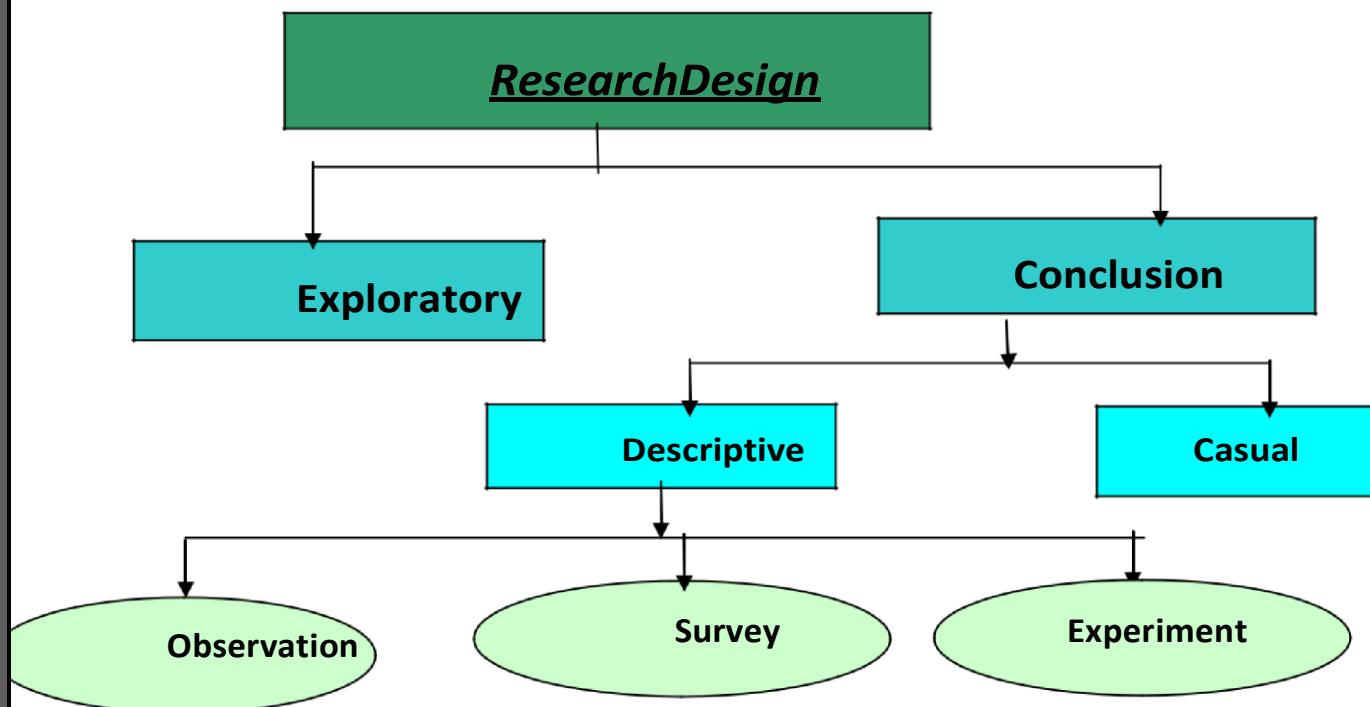 ResearchDesign
Exploratory
Conclusion
Descriptive
Casual
Observation
Survey
Experiment